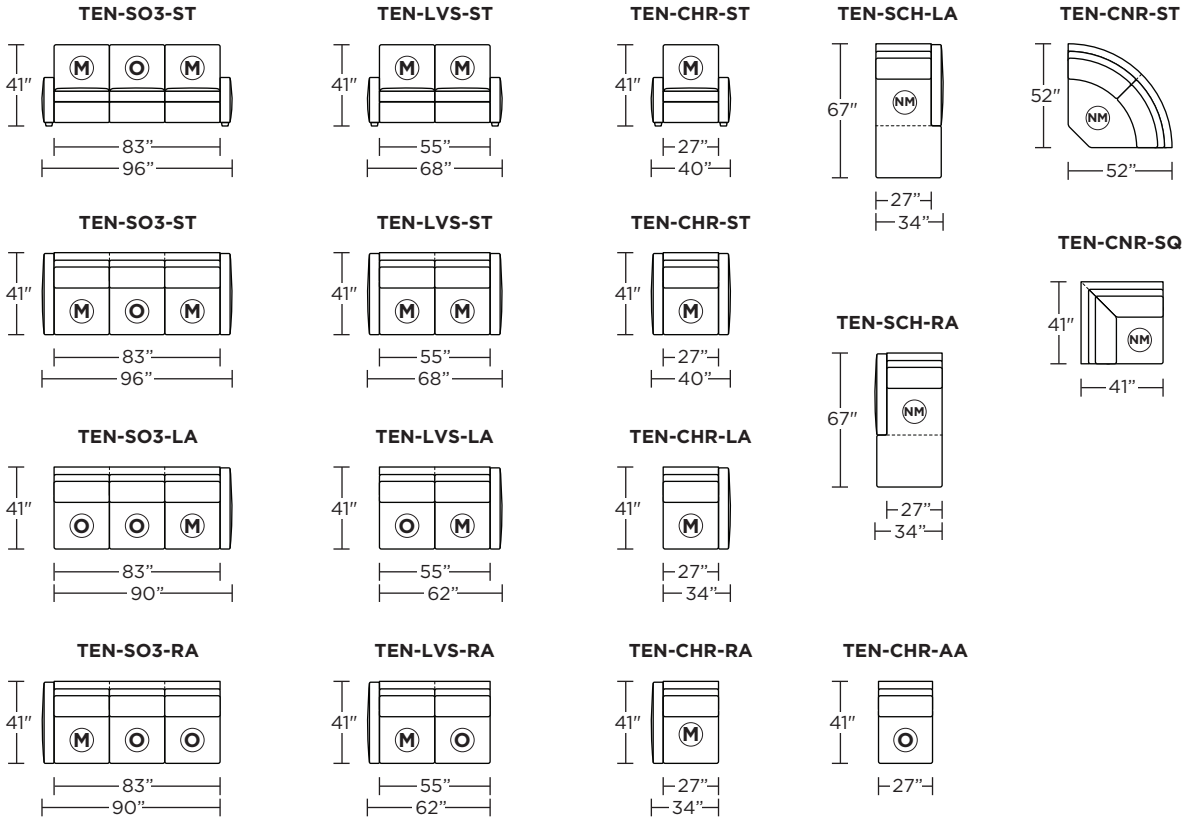 TEN-SO3-ST
41"
M O M
83”
96”
TEN-LVS-ST
41"
M M
55”
68”
TEN-CHR-ST
41"
M
27”
40”
TEN-SCH-LA
67"
NM
27”
34”
TEN-CNR-ST
52"
NM
52”
TEN-SO3-ST
41"
M O M
83”
96”
TEN-LVS-ST
41"
M M
55”
68”
TEN-CHR-ST
41"
M
27”
40”
TEN-CNR-SQ
41"
NM
41”
TEN-SCH-RA
67"
NM
27”
34”
TEN-SO3-LA
41"
O O M
83”
90”
TEN-LVS-LA
41"
O M
55”
62”
TEN-CHR-LA
41"
M
27”
34”
TEN-SO3-RA
41"
M O O
83”
90”
TEN-LVS-RA
41"
M O
55”
62”
TEN-CHR-RA
41"
M
27”
34”
TEN-CHR-AA
41"
O
27”